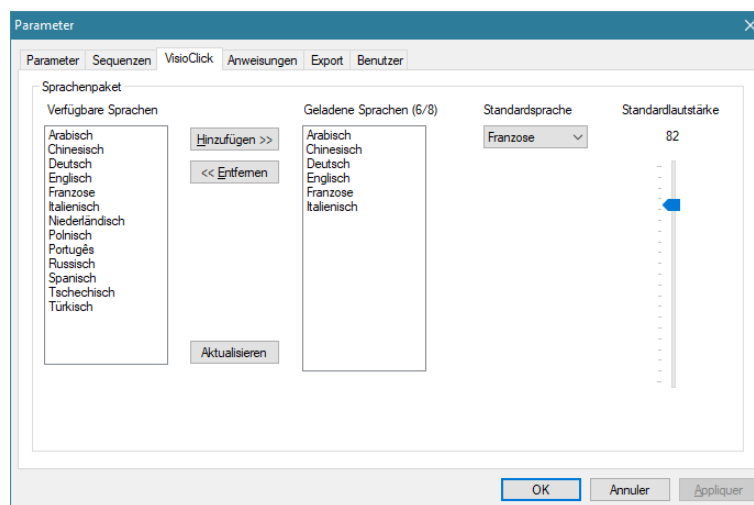 Parameter
Parameter Sequenzen VisioClick Anweisungen Export Benutzer
Sprachenpaket
Verfügbare Sprachen
Arabisch
Chinesisch
Deutsch
Englisch
Franzose
Italienisch
Niederländisch
Polnisch
Portugês
Russisch
Spanisch
Tschechisch
Türkisch
Hinzufügen >>
<< Entfernen
Aktualisieren
Geladene Sprachen (6/8)
Arabisch
Chinesisch
Deutsch
Englisch
Franzose
Italienisch
Standardsprache
Franzose
Standardlautstärke
82
OK Annuler Appliquer